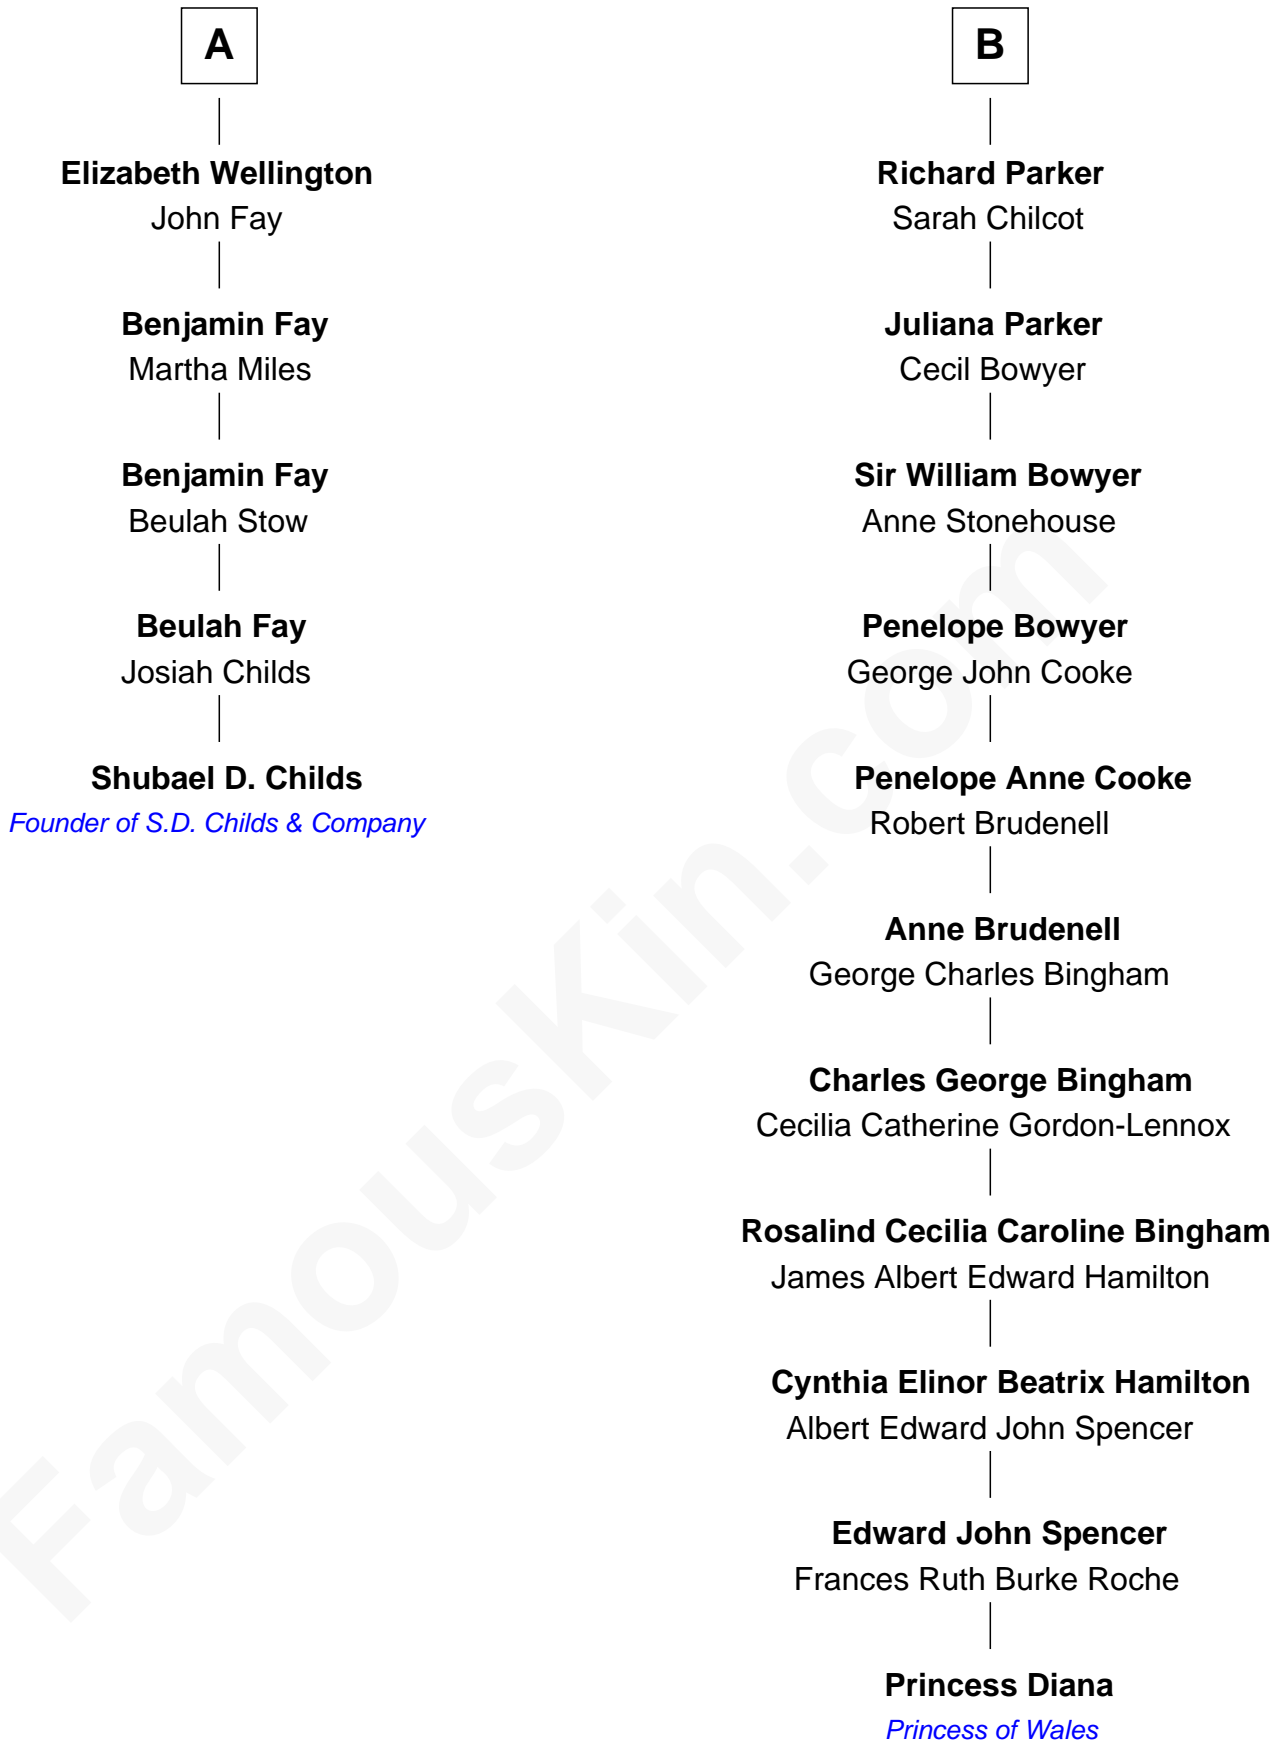 A
Elizabeth Wellington
John Fay
Benjamin Fay
Martha Miles
Benjamin Fay
Beulah Stow
Beulah Fay
Josiah Childs
Shubael D. Childs
Founder of S.D. Childs & Company
B
Richard Parker
Sarah Chilcot
Juliana Parker
Cecil Bowyer
Sir William Bowyer
Anne Stonehouse
Penelope Bowyer
George John Cooke
Penelope Anne Cooke
Robert Brudenell
Anne Brudenell
George Charles Bingham
Charles George Bingham
Cecilia Catherine Gordon-Lennox
Rosalind Cecilia Caroline Bingham
James Albert Edward Hamilton
Cynthia Elinor Beatrix Hamilton
Albert Edward John Spencer
Edward John Spencer
Frances Ruth Burke Roche
Princess Diana
Princess of Wales
FamousKin.com